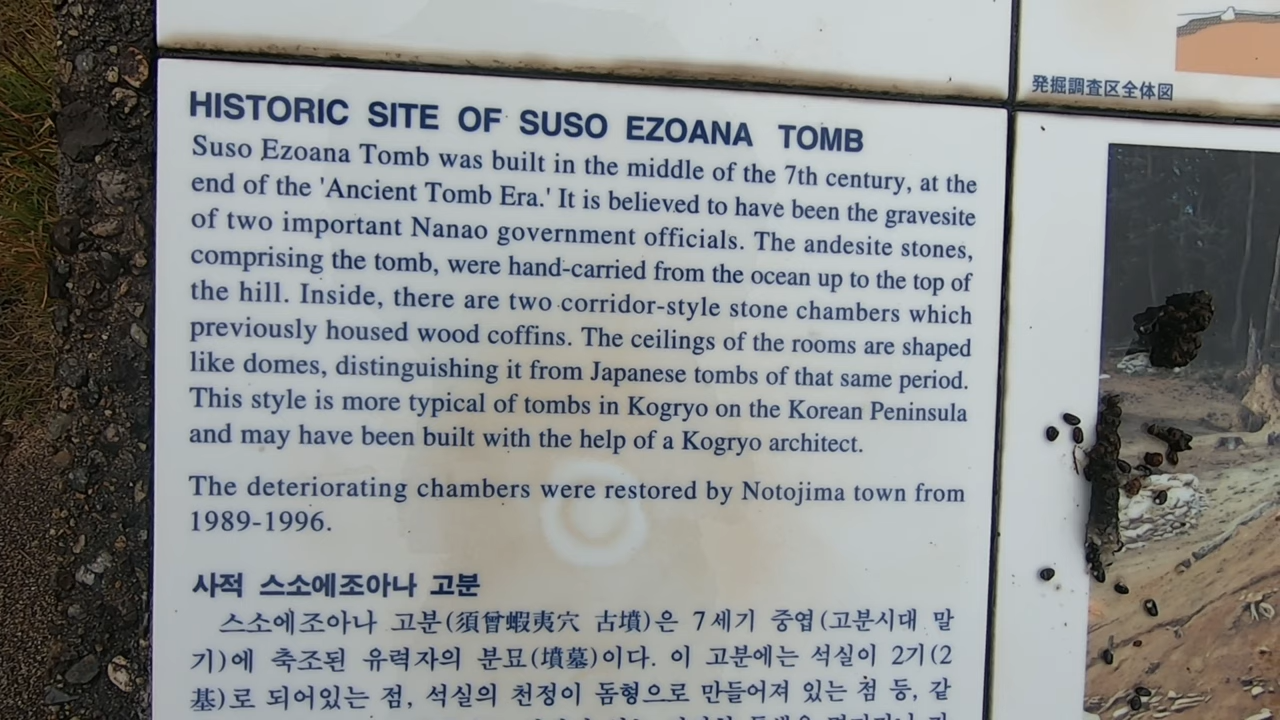 HISTORIC SITE OF SUSO EZOANA TOMB
Suso Ezoana Tomb was built in the middle of the 7th century, at the
end of the 'Ancient Tomb Era.' It is believed to have been the gravesite
of two important Nanao government officials. The andesite stones,
comprising the tomb, were hand-carried from the ocean up to the top of
the hill. Inside, there are two corridor-style stone chambers which
previously housed wood coffins. The ceilings of the rooms are shaped
like domes, distinguishing it from Japanese tombs of that same period.
This style is more typical of tombs in Kogryo on the Korean Peninsula
and may have been built with the help of a Kogryo architect.
The deteriorating chambers were restored by Notojima town from
1989-1996.
사적 스소에조아나 고분
스소에조아나 고분(須曾蝦夷穴 古墳)은 7세기 중엽(고분시대 말
기)에 축조된 유력자의 분묘(墳墓)이다. 이 고분에는 석실이 2기(2
基)로 되어있는 점, 석실의 천정이 돔형으로 만들어져 있는 점 등, 같
発掘調査区全体図